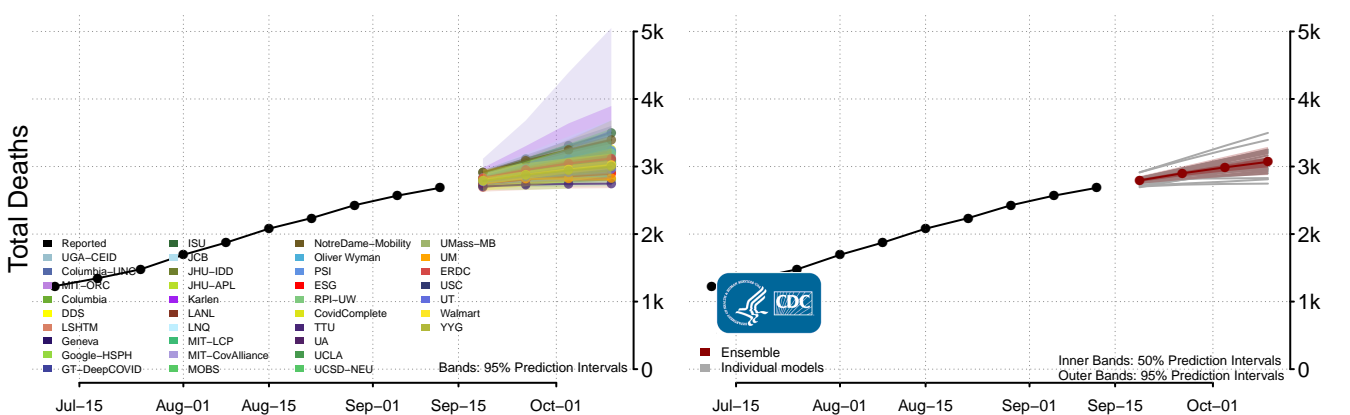 Total Deaths
5k
4k
3k
2k
1k
0
Reported
UGA−CEID
Columbia−UNC
MIT−ORC
Columbia
DDS
LSHTM
Geneva
Google−HSPH
GT−DeepCOVID
ISU
JCB
JHU−IDD
JHU−APL
Karlen
LANL
LNQ
MIT−LCP
MIT−CovAlliance
MOBS
NotreDame−Mobility
Oliver Wyman
PSI
ESG
RPI−UW
CovidComplete
TTU
UA
UCLA
UCSD−NEU
UMass−MB
UM
ERDC
USC
UT
Walmart
YYG
Bands: 95% Prediction Intervals
Jul−15 Aug−01 Aug−15 Sep−01 Sep−15 Oct−01
5k
4k
3k
2k
1k
0
CDC
Ensemble
Individual models
Inner Bands: 50% Prediction Intervals
Outer Bands: 95% Prediction Intervals
Jul−15 Aug−01 Aug−15 Sep−01 Sep−15 Oct−01